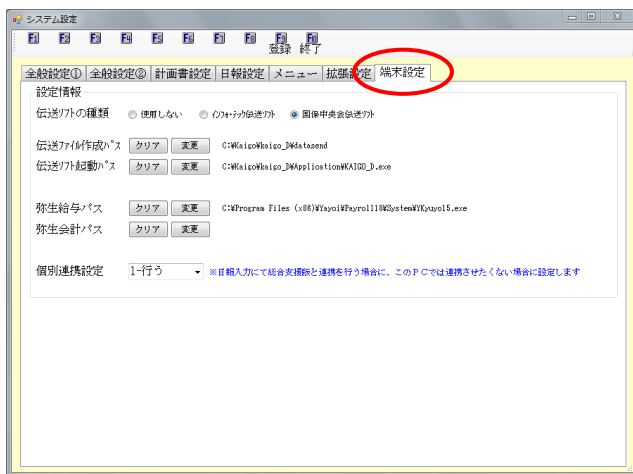 システム設定
F1 F2 F3 F4 F5 F6 F7 F8 F9 F10
登録 終了
全般設定① 全般設定② 計画書設定 日報設定 メニュー 拡張設定 端末設定
設定情報
伝送ソフトの種類 使用しない インフォ・テック伝送ソフト 国保中央会伝送ソフト
伝送ファイル作成パス クリア 変更 C:¥Kaigo¥kaigo_D¥datasend
伝送ソフト起動パス クリア 変更 C:¥Kaigo¥kaigo_D¥Application¥KAIGO_D.exe
弥生給与パス クリア 変更 C:¥Program Files (x86)¥Yayoi¥Payroll18¥System¥YKyuyo15.exe
弥生会計パス クリア 変更
個別連携設定 1-行う ※日報入力にて総合支援版と連携を行う場合に、このPCでは連携させたくない場合に設定します